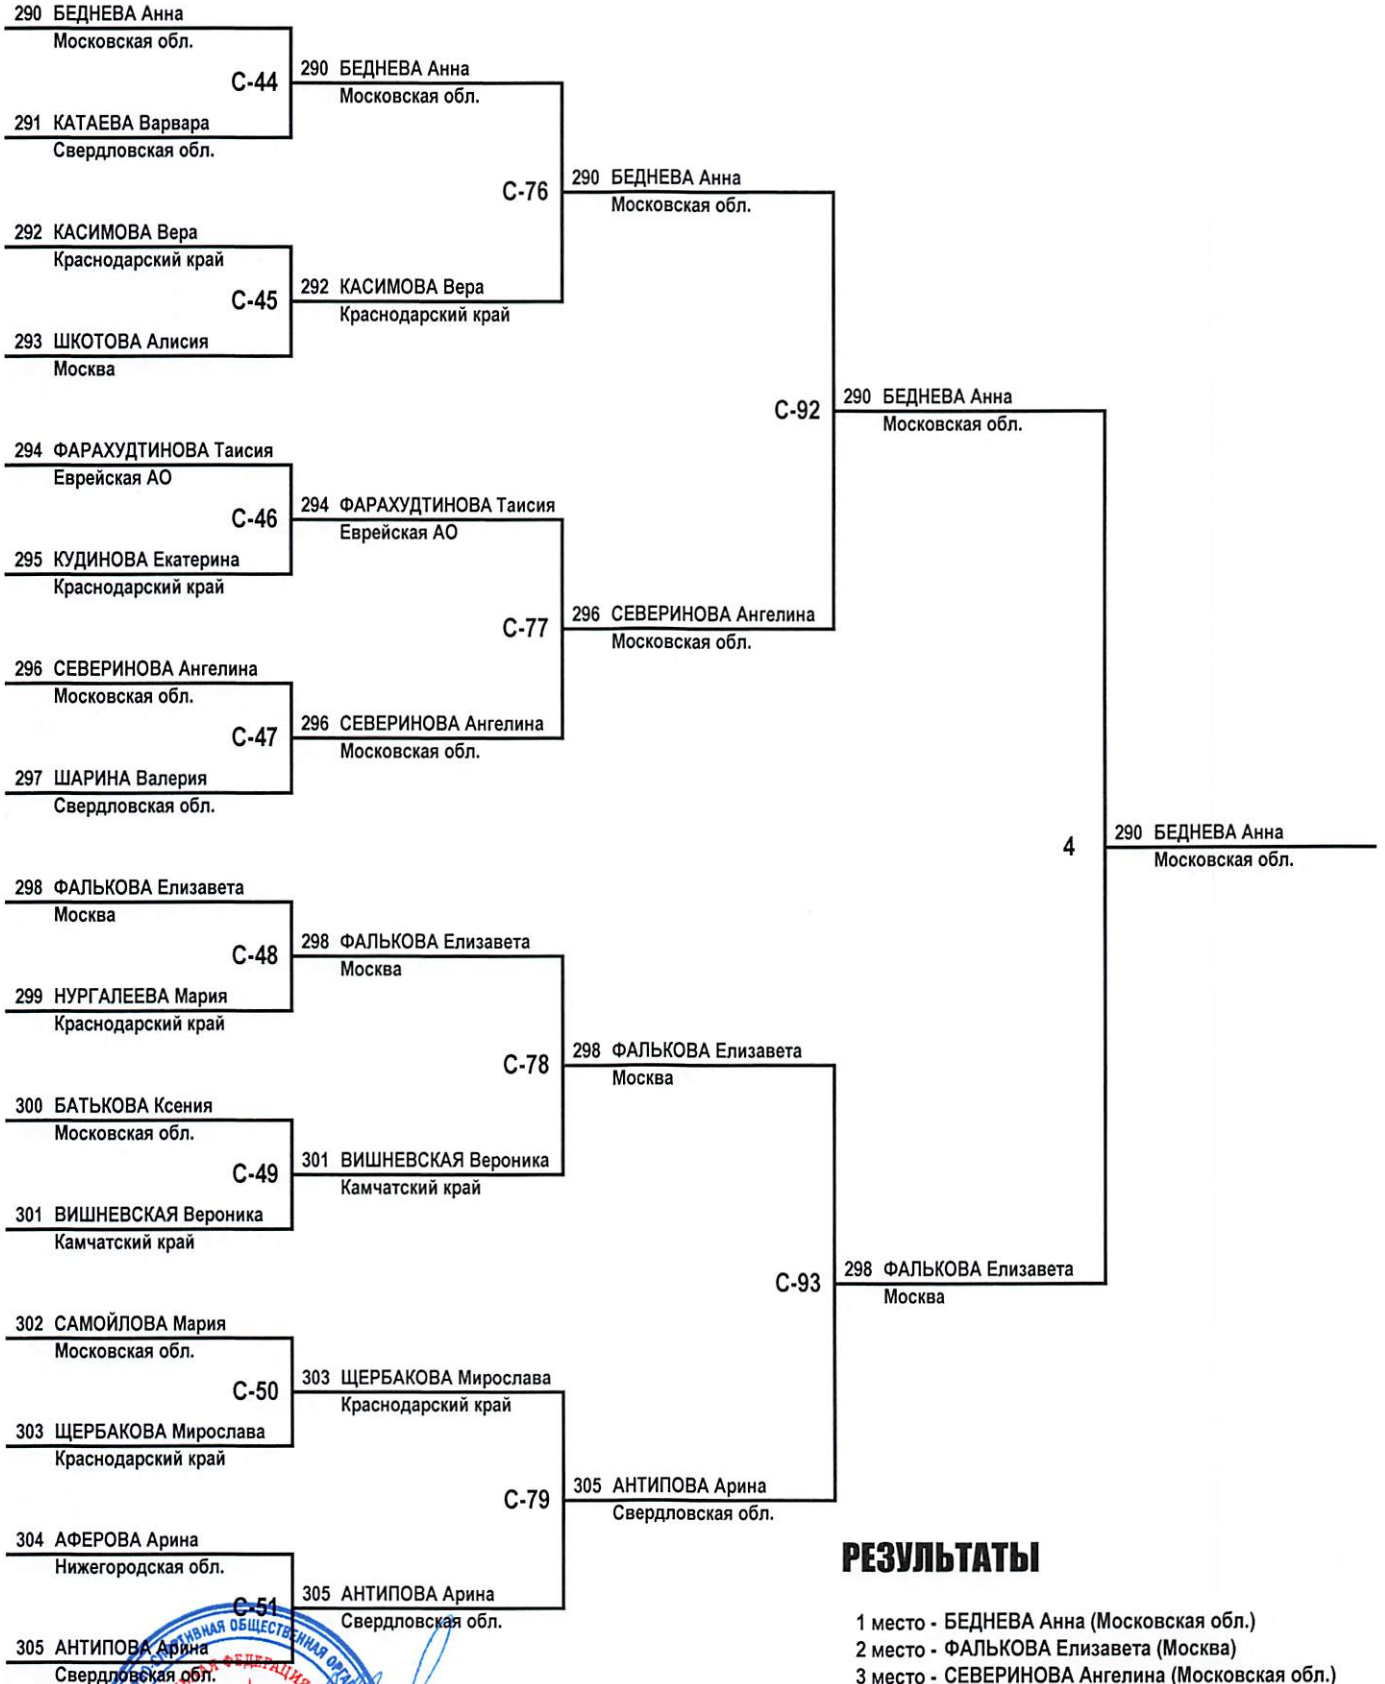 290 БЕДНЕВА Анна
Московская обл.
С-44
291 КАТАЕВА Варвара
Свердловская обл.
292 КАСИМОВА Вера
Краснодарский край
С-45
293 ШКОТОВА Алисия
Москва
294 ФАРАХУДТИНОВА Таисия
Еврейская АО
С-46
295 КУДИНОВА Екатерина
Краснодарский край
296 СЕВЕРИНОВА Ангелина
Московская обл.
С-47
297 ШАРИНА Валерия
Свердловская обл.
298 ФАЛЬКОВА Елизавета
Москва
С-48
299 НУРГАЛЕЕВА Мария
Краснодарский край
300 БАТЬКОВА Ксения
Московская обл.
С-49
301 ВИШНЕВСКАЯ Вероника
Камчатский край
302 САМОЙЛОВА Мария
Московская обл.
С-50
303 ЩЕРБАКОВА Мирослава
Краснодарский край
304 АФЕРОВА Арина
Нижегородская обл.
С-51
305 АНТИПОВА Арина
Свердловская обл.
290 БЕДНЕВА Анна
Московская обл.
С-76
292 КАСИМОВА Вера
Краснодарский край
294 ФАРАХУДТИНОВА Таисия
Еврейская АО
С-77
296 СЕВЕРИНОВА Ангелина
Московская обл.
298 ФАЛЬКОВА Елизавета
Москва
С-78
301 ВИШНЕВСКАЯ Вероника
Камчатский край
303 ЩЕРБАКОВА Мирослава
Краснодарский край
С-79
305 АНТИПОВА Арина
Свердловская обл.
290 БЕДНЕВА Анна
Московская обл.
С-92
296 СЕВЕРИНОВА Ангелина
Московская обл.
298 ФАЛЬКОВА Елизавета
Москва
С-93
305 АНТИПОВА Арина
Свердловская обл.
290 БЕДНЕВА Анна
Московская обл.
4
298 ФАЛЬКОВА Елизавета
Москва
290 БЕДНЕВА Анна
Московская обл.
РЕЗУЛЬТАТЫ
1 место - БЕДНЕВА Анна (Московская обл.)
2 место - ФАЛЬКОВА Елизавета (Москва)
3 место - СЕВЕРИНОВА Ангелина (Московская обл.)
ОБЩЕСТВЕННАЯ
ФЕДЕРАЦИЯ